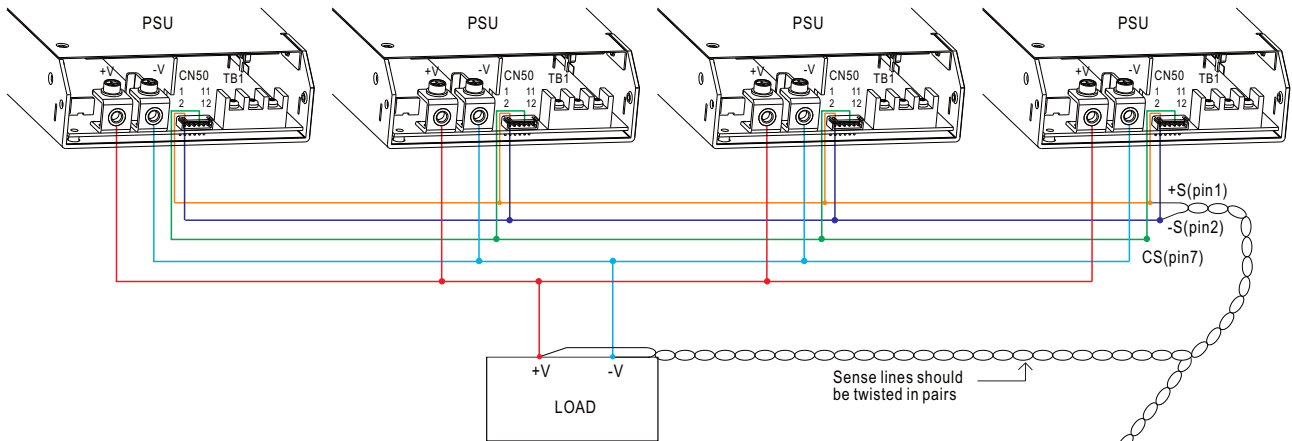 PSU PSU PSU PSU
+V -V CN50 TB1
1 11
2 12
+V -V CN50 TB1
1 11
2 12
+V -V CN50 TB1
1 11
2 12
+V -V CN50 TB1
1 11
2 12
+S(pin1)
-S(pin2)
CS(pin7)
+V -V
LOAD
Sense lines should
be twisted in pairs